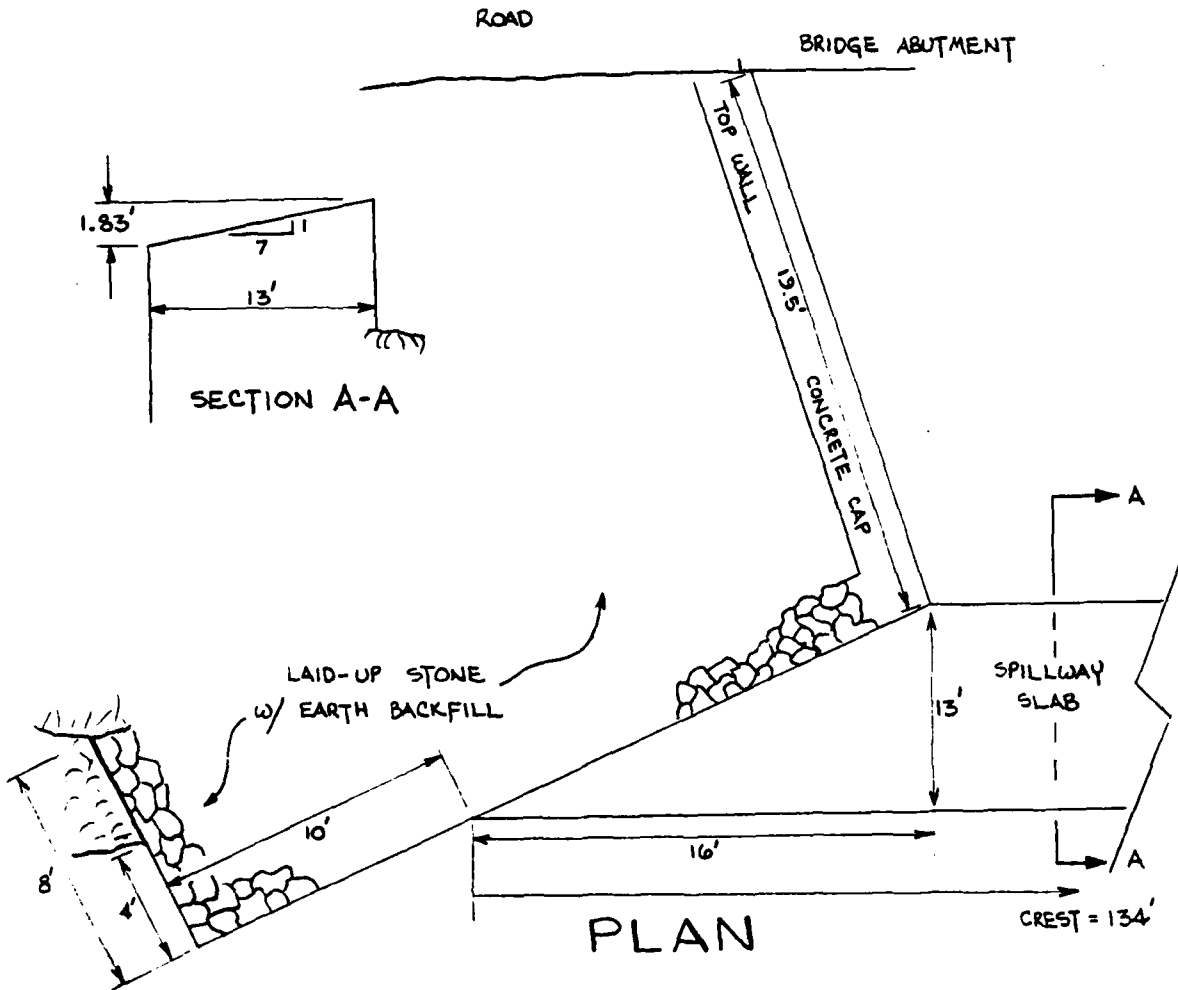 ROAD
BRIDGE ABUTMENT
TOP WALL
19.5'
CONCRETE CAP
1.83'
1
7
13'
SECTION A-A
A
LAID-UP STONE
W/ EARTH BACKFILL
SPILLWAY
SLAB
13'
10'
16'
8'
4'
A
CREST = 134'
PLAN